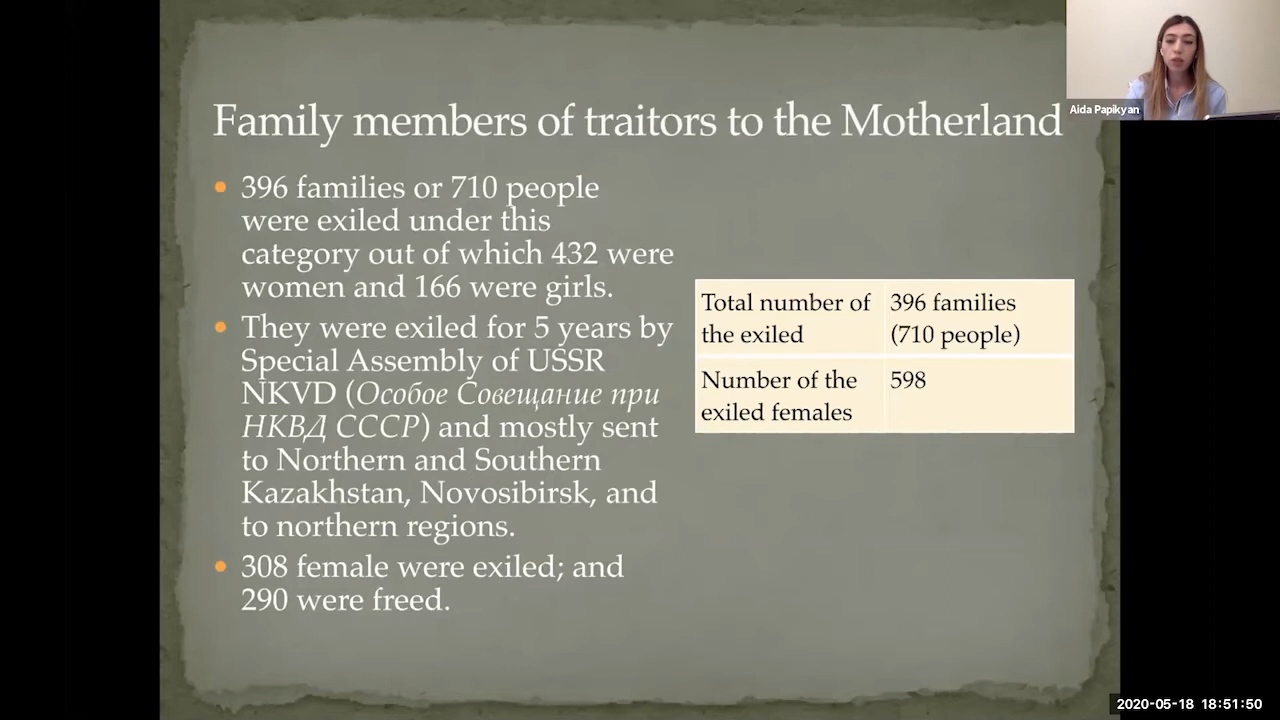 Family members of traitors to the Motherland
Aida Papikyan
• 396 families or 710 people
were exiled under this
category out of which 432 were
women and 166 were girls.
• They were exiled for 5 years by
Special Assembly of USSR
NKVD (Особое Совещание при
НКВД СССР) and mostly sent
to Northern and Southern
Kazakhstan, Novosibirsk, and
to northern regions.
• 308 female were exiled; and
290 were freed.
Total number of
the exiled
396 families
(710 people)
Number of the
exiled females
598
2020-05-18 18:51:50